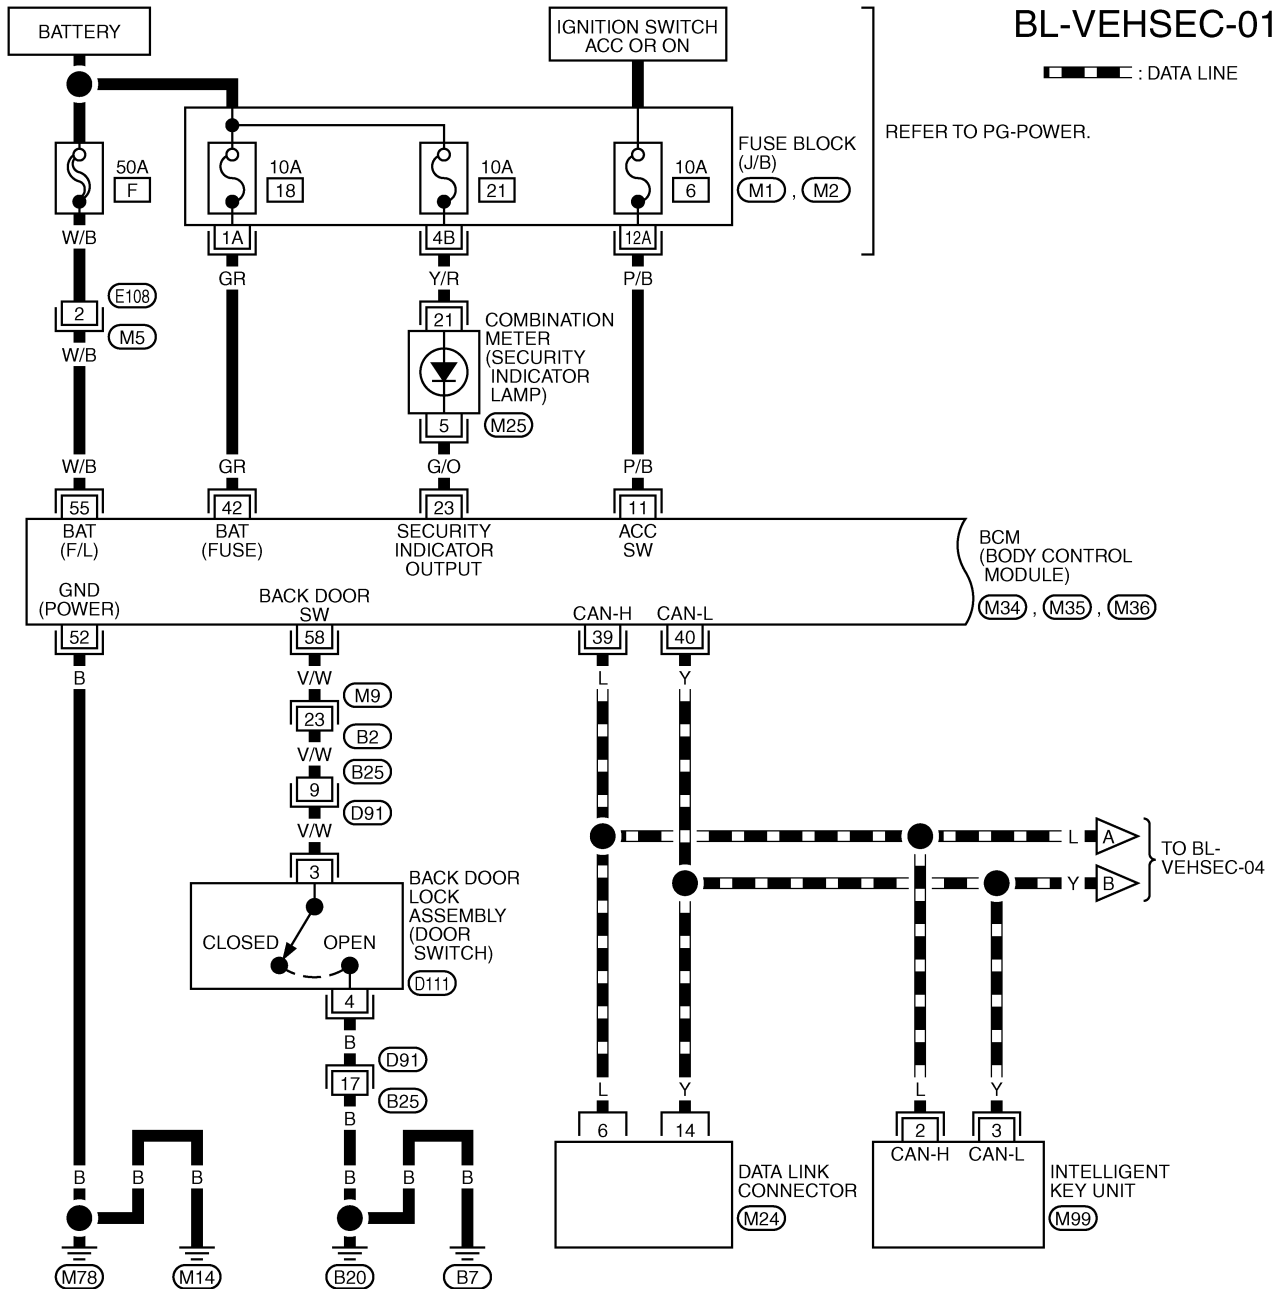 BATTERY
IGNITION SWITCH
ACC OR ON
BL-VEHSEC-01
: DATA LINE
REFER TO PG-POWER.
50A
F
10A
18
10A
21
10A
6
FUSE BLOCK
(J/B)
M1 , M2
W/B
1A
4B
12A
GR
Y/R
P/B
2
E108
M5
W/B
21
COMBINATION
METER
(SECURITY
INDICATOR
LAMP)
5
M25
W/B
GR
G/O
P/B
55
42
23
11
BAT
(F/L)
BAT
(FUSE)
SECURITY
INDICATOR
OUTPUT
ACC
SW
BCM
(BODY CONTROL
MODULE)
M34 , M35 , M36
GND
(POWER)
BACK DOOR
SW
CAN-H
CAN-L
52
58
39
40
B
V/W
L
Y
M9
23
B2
V/W
B25
9
D91
V/W
L
A
Y
B
TO BL-
VEHSEC-04
3
BACK DOOR
LOCK
ASSEMBLY
(DOOR
SWITCH)
D111
CLOSED
OPEN
4
B
D91
17
B25
B
L
Y
L
Y
6
14
2
3
CAN-H
CAN-L
DATA LINK
CONNECTOR
M24
INTELLIGENT
KEY UNIT
M99
B
B
B
B
B
B
M78
M14
B20
B7